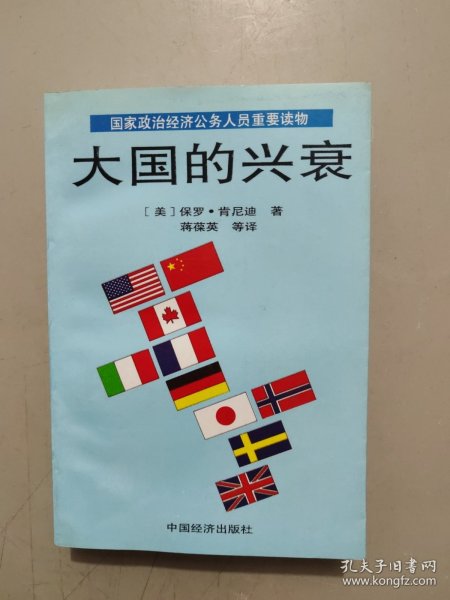 国家政治经济公务人员重要读物
大国的兴衰
[美]保罗·肯尼迪 著
蒋葆英 等译
中国经济出版社
孔夫子旧书网
www.kongfz.com